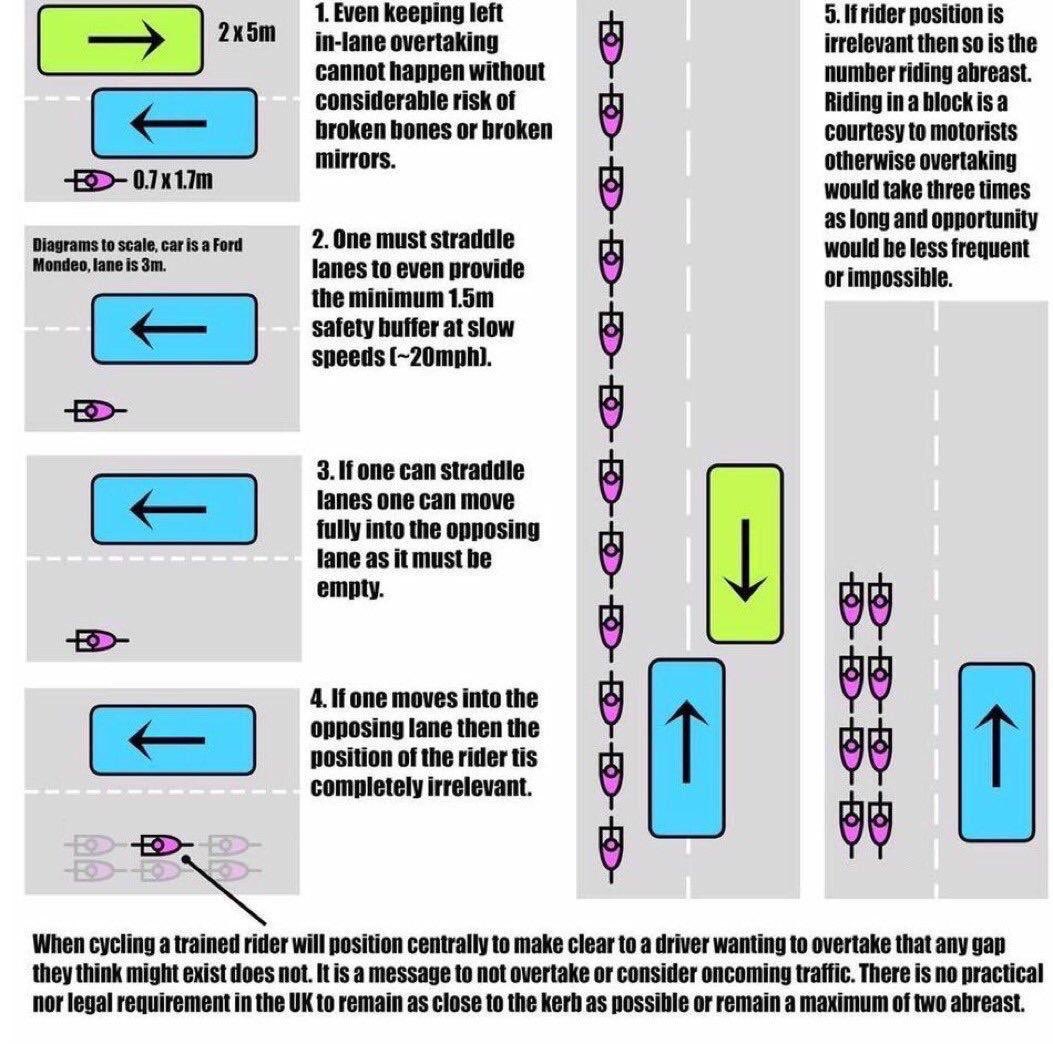 2 x 5m
0.7 x 1.7m
1. Even keeping left
in-lane overtaking
cannot happen without
considerable risk of
broken bones or broken
mirrors.
Diagrams to scale, car is a Ford
Mondeo, lane is 3m.
2. One must straddle
lanes to even provide
the minimum 1.5m
safety buffer at slow
speeds (~20mph).
3. If one can straddle
lanes one can move
fully into the opposing
lane as it must be
empty.
4. If one moves into the
opposing lane then the
position of the rider tis
completely irrelevant.
5. If rider position is
irrelevant then so is the
number riding abreast.
Riding in a block is a
courtesy to motorists
otherwise overtaking
would take three times
as long and opportunity
would be less frequent
or impossible.
When cycling a trained rider will position centrally to make clear to a driver wanting to overtake that any gap
they think might exist does not. It is a message to not overtake or consider oncoming traffic. There is no practical
nor legal requirement in the UK to remain as close to the kerb as possible or remain a maximum of two abreast.